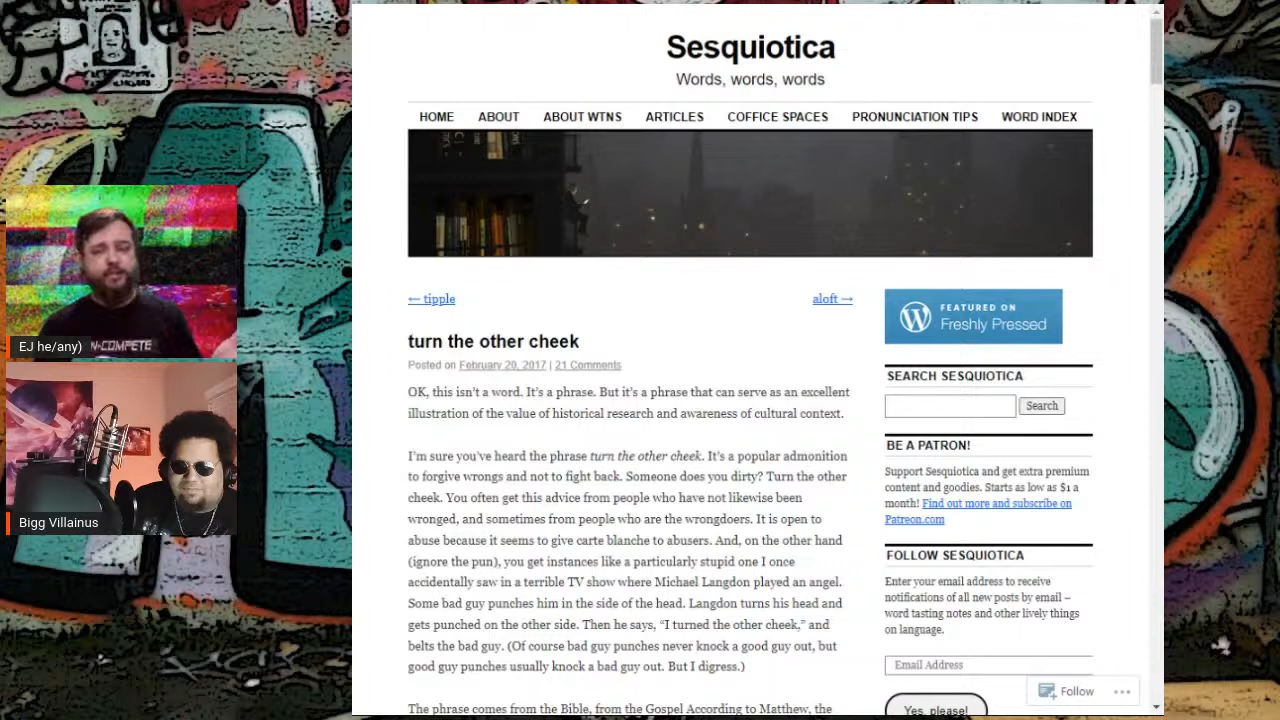 Sesquiotica
Words, words, words
HOME ABOUT ABOUT WTNS ARTICLES COFFICE SPACES PRONUNCIATION TIPS WORD INDEX
← tipple
aloft →
turn the other cheek
Posted on February 20, 2017 | 21 Comments
OK, this isn't a word. It's a phrase. But it's a phrase that can serve as an excellent
illustration of the value of historical research and awareness of cultural context.
I'm sure you've heard the phrase turn the other cheek. It's a popular admonition
to forgive wrongs and not to fight back. Someone does you dirty? Turn the other
cheek. You often get this advice from people who have not likewise been
wronged, and sometimes from people who are the wrongdoers. It is open to
abuse because it seems to give carte blanche to abusers. And, on the other hand
(ignore the pun), you get instances like a particularly stupid one I once
accidentally saw in a terrible TV show where Michael Langdon played an angel.
Some bad guy punches him in the side of the head. Langdon turns his head and
gets punched on the other side. Then he says, “I turned the other cheek,” and
belts the bad guy. (Of course bad guy punches never knock a good guy out, but
good guy punches usually knock a bad guy out. But I digress.)
The phrase comes from the Bible, from the Gospel According to Matthew, the
FEATURED ON
Freshly Pressed
SEARCH SESQUIOTICA
Search
BE A PATRON!
Support Sesquiotica and get extra premium
content and goodies. Starts as low as $1 a
month! Find out more and subscribe on
Patreon.com
FOLLOW SESQUIOTICA
Enter your email address to receive
notifications of all new posts by email –
word tasting notes and other lively things
on language.
Email Address
Yes, please!
Follow
EJ he/any)
N-COMPETE
Bigg Villainus